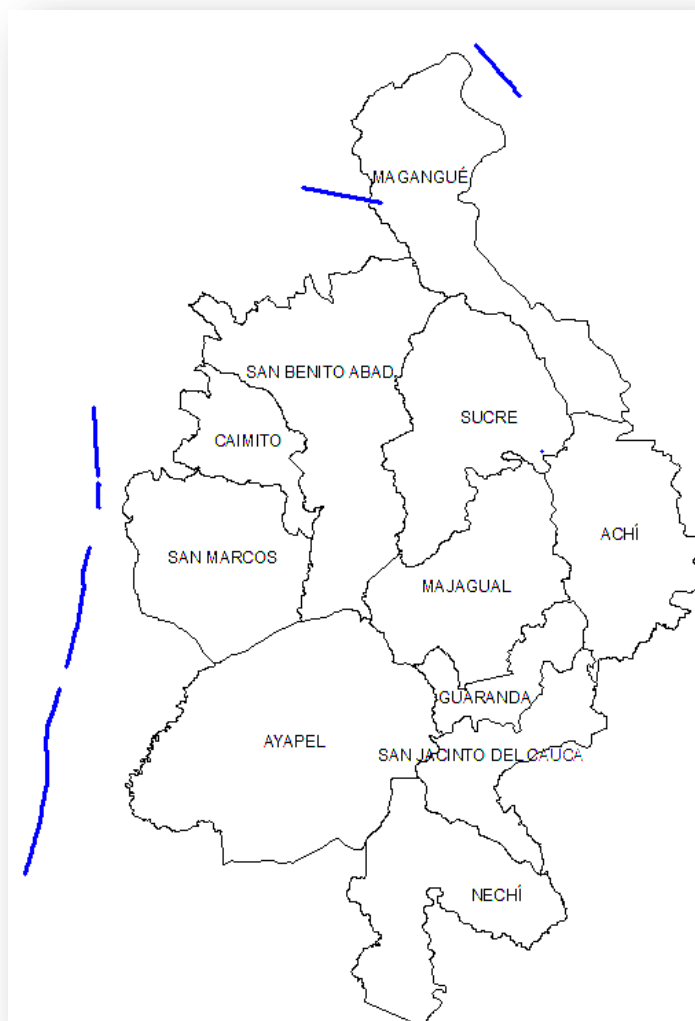 MAGANGUÉ
SAN BENITO ABAD
SUCRE
CAIMITO
ACHÍ
SAN MARCOS
MAJAGUAL
GUARANDA
AYAPEL
SAN JACINTO DEL CAUCA
NECHÍ